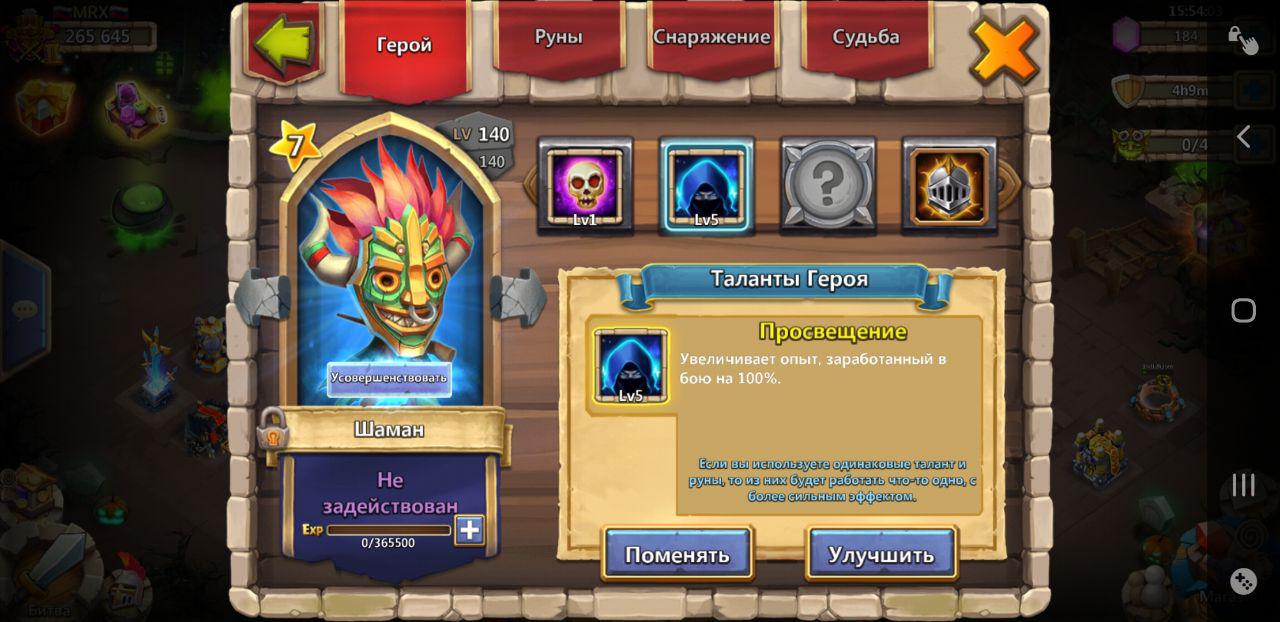 MRX
265 645
Герой
Руны
Снаряжение
Судьба
15:54:03
184
4h9m
0/4
7
LV 140
140
Lv1
Lv5
?
Таланты Героя
Просвещение
Увеличивает опыт, заработанный в
бою на 100%.
Lv5
Если вы используете одинаковые талант и
руны, то из них будет работать что-то одно, с
более сильным эффектом.
Усовершенствовать
Шаман
Не
задействован
Exp
0/365500
Поменять
Улучшить
Битва